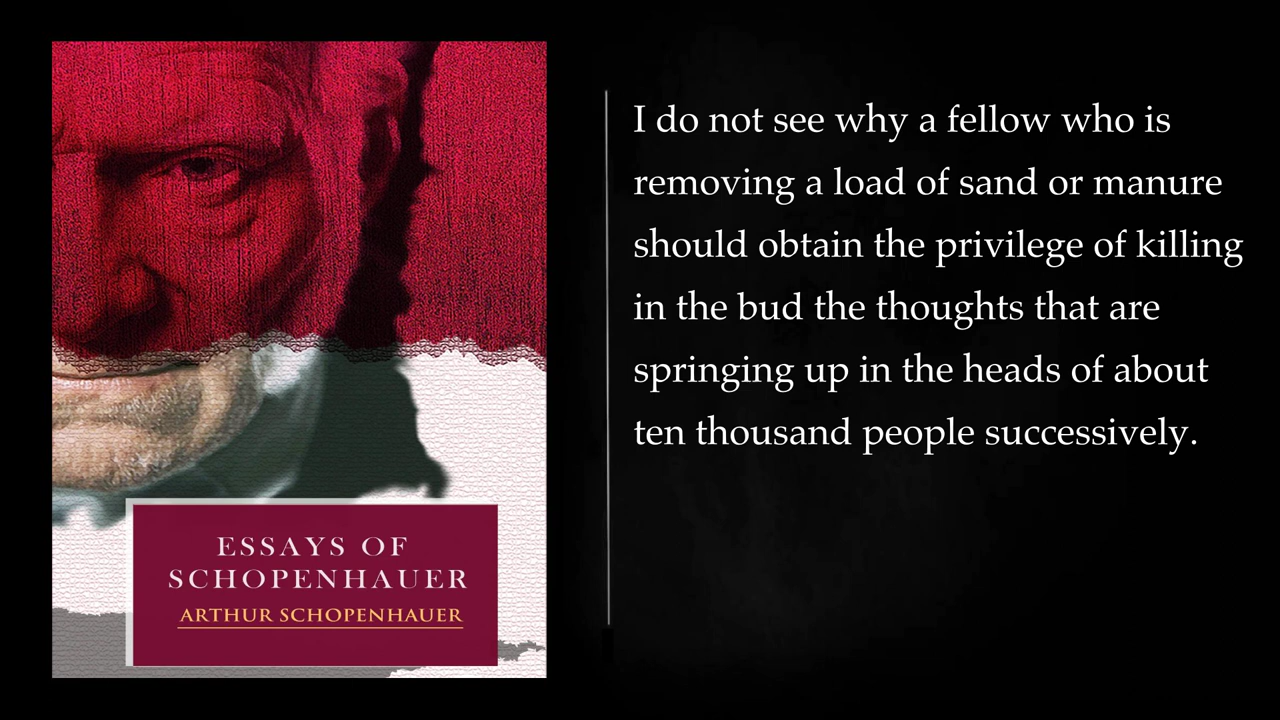 ESSAYS OF
SCHOPENHAUER
ARTHUR SCHOPENHAUER
I do not see why a fellow who is
removing a load of sand or manure
should obtain the privilege of killing
in the bud the thoughts that are
springing up in the heads of about
ten thousand people successively.